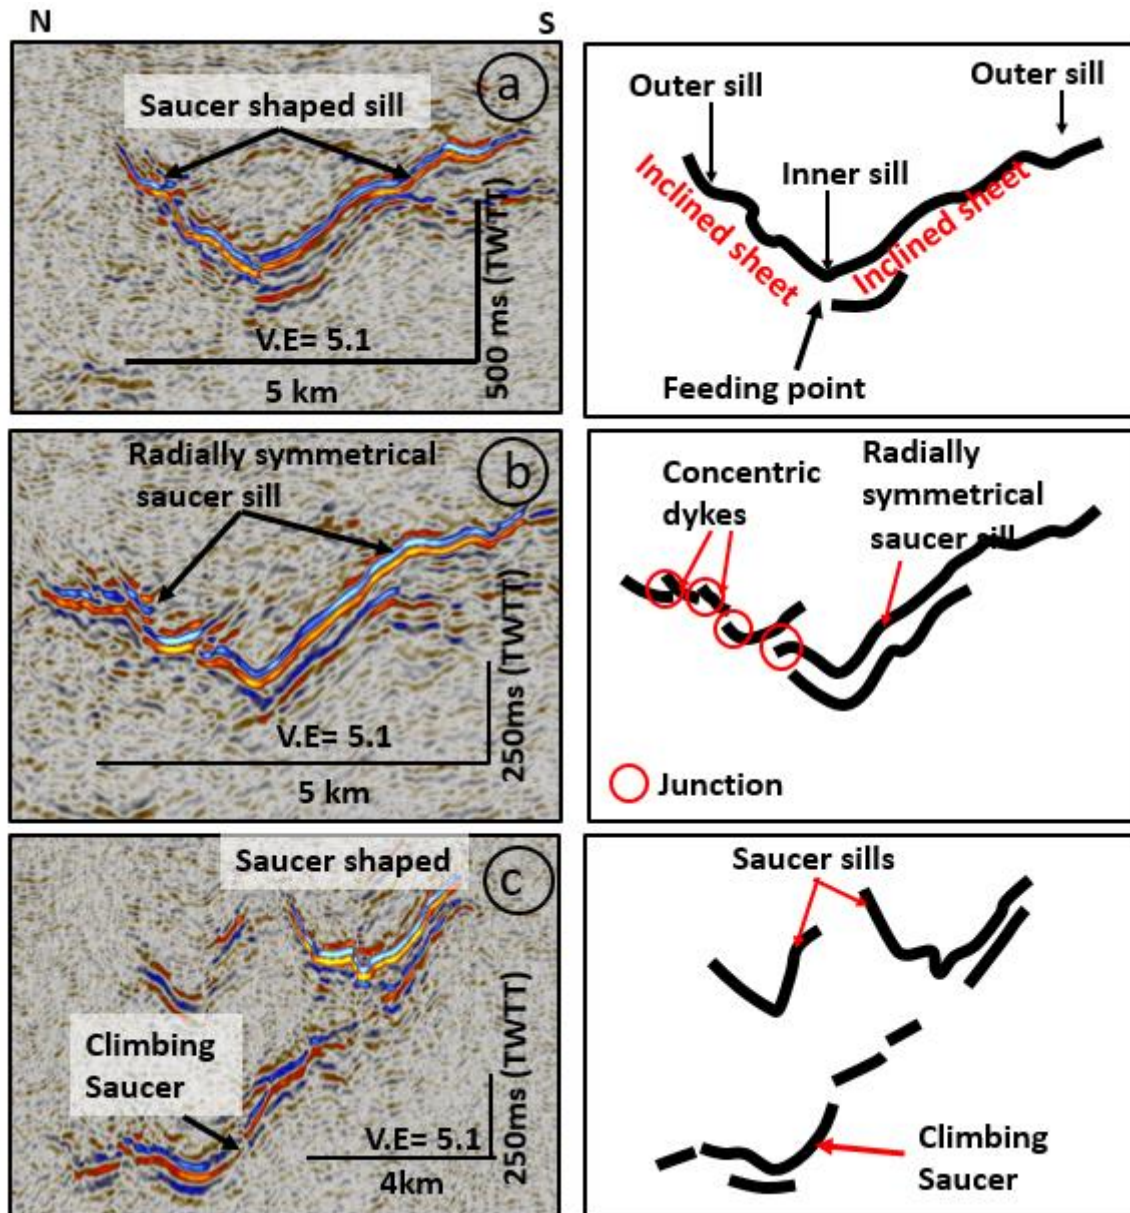 N
S
a
Saucer shaped sill
500 ms (TWTT)
V.E= 5.1
5 km
Outer sill
Outer sill
Inner sill
Inclined sheet
Inclined sheet
Feeding point
b
Radially symmetrical
saucer sill
250ms (TWTT)
V.E= 5.1
5 km
Concentric
dykes
Radially
symmetrical
saucer sill
Junction
c
Saucer shaped
Climbing
Saucer
250ms (TWTT)
V.E= 5.1
4km
Saucer sills
Climbing
Saucer